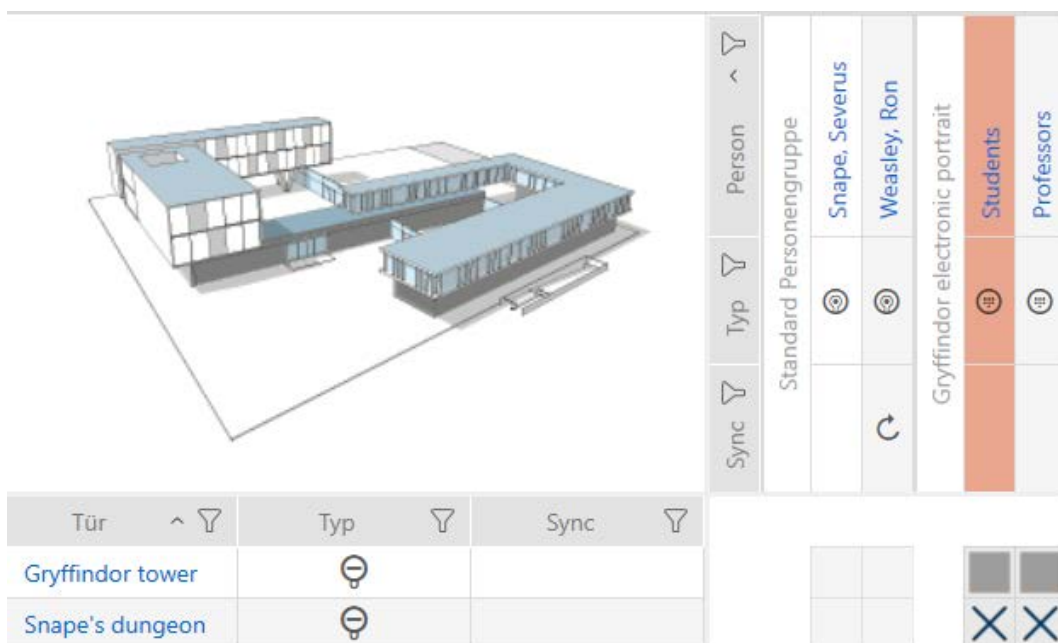 Person
Typ
Sync
Standard Personengruppe
Snape, Severus
Weasley, Ron
Gryffindor electronic portrait
Students
Professors
Tür Typ Sync
Gryffindor tower
Snape's dungeon